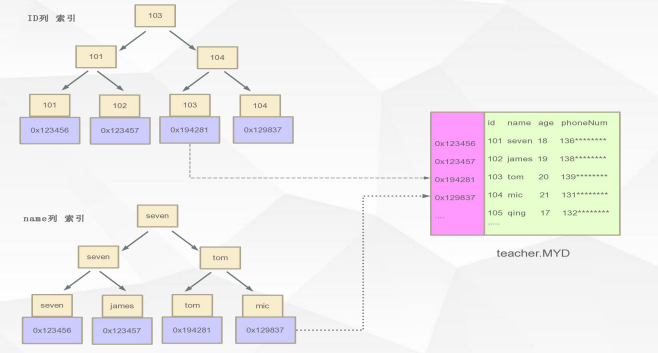 ID列 索引
103
101
104
101
102
103
104
0x123456
0x123457
0x194281
0x129837
name列 索引
seven
seven
tom
seven
james
tom
mic
0x123456
0x123457
0x194281
0x129837
id name age phoneNum
0x123456 101 seven 18 136********
0x123457 102 james 19 138********
0x194281 103 tom 20 139********
0x129837 104 mic 21 131********
.... 105 qing 17 132********
.....
teacher.MYD